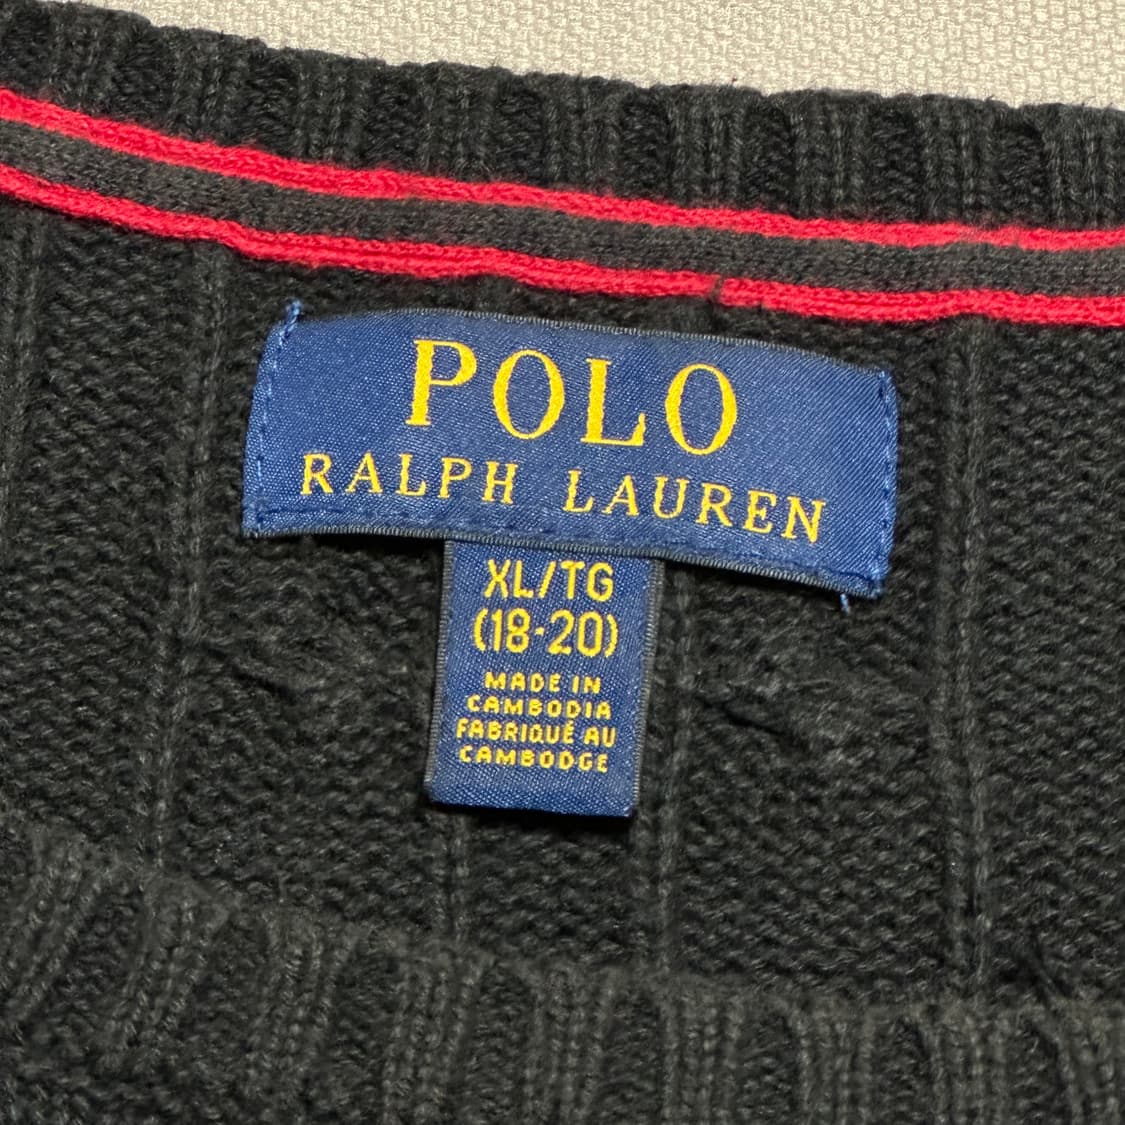 POLO
RALPH LAUREN
XL/TG
(18-20)
MADE IN
CAMBODIA
FABRIQUÉ AU
CAMBODGE